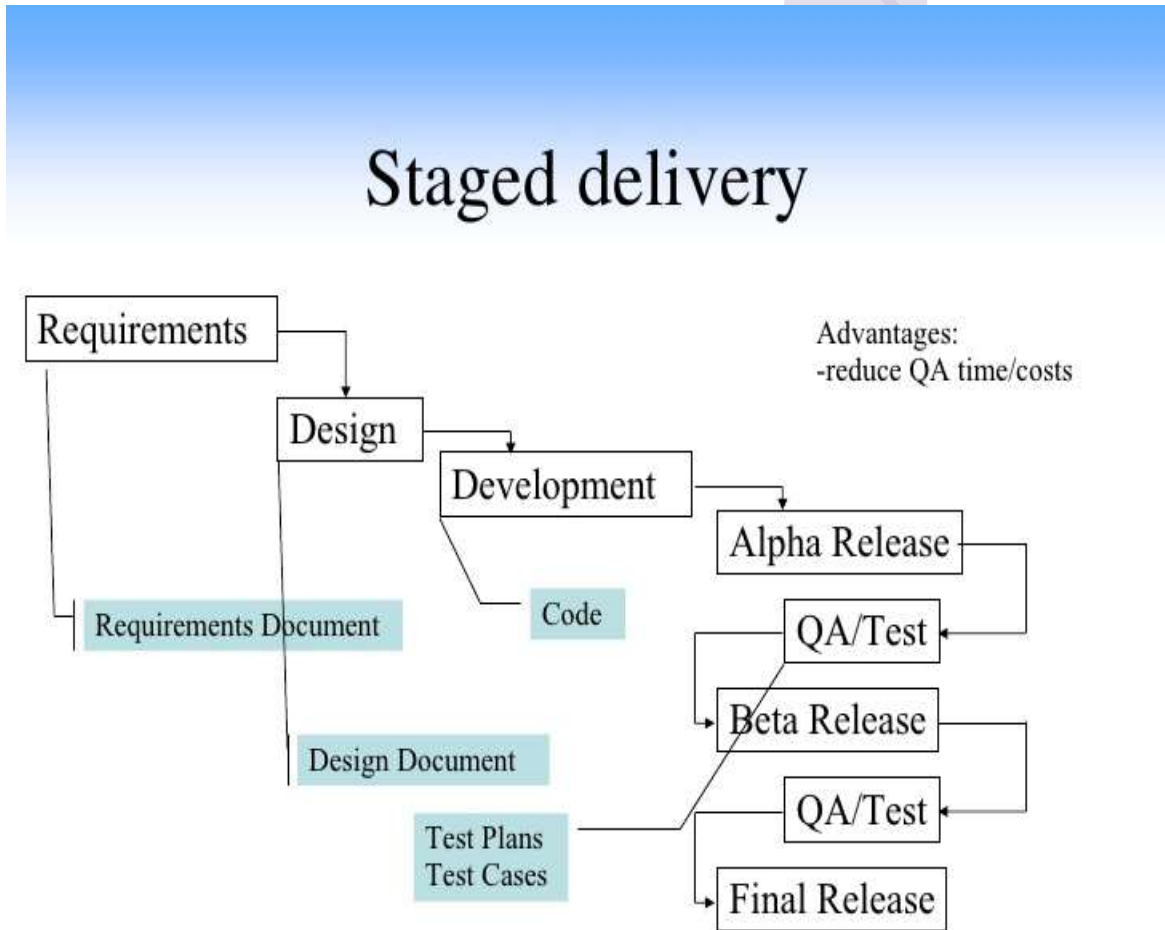 Staged delivery
Requirements
Advantages:
-reduce QA time/costs
Design
Development
Alpha Release
Requirements Document
Code
QA/Test
Beta Release
Design Document
QA/Test
Test Plans
Test Cases
Final Release